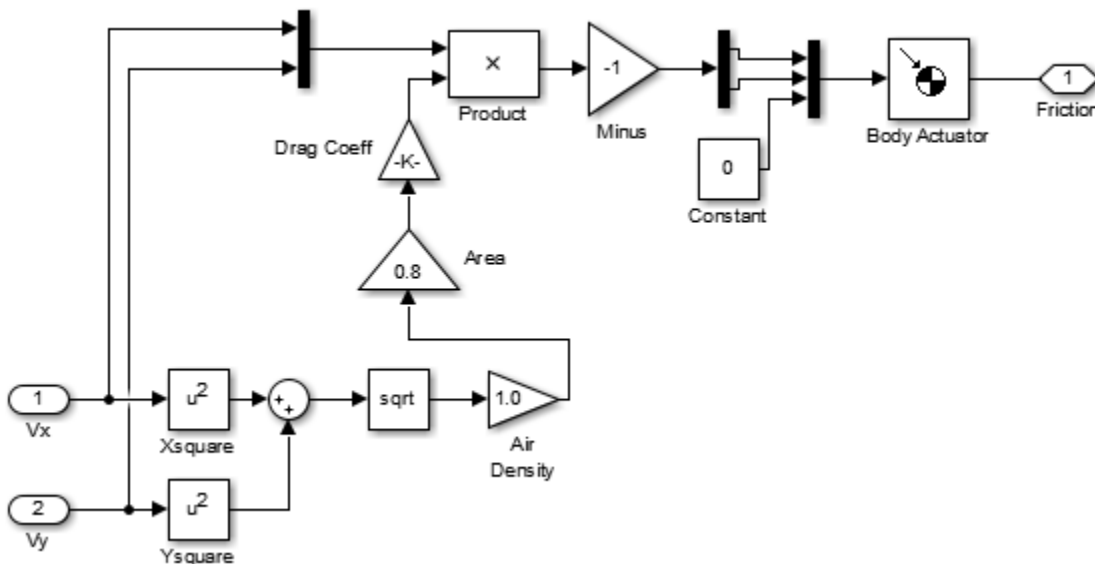 ×
Product
-1
Minus
Drag Coeff
-K-
0
Constant
Body Actuator
1
Friction
Area
0.8
1
Vx
u²
Xsquare
+
+
sqrt
1.0
Air
Density
2
Vy
u²
Ysquare